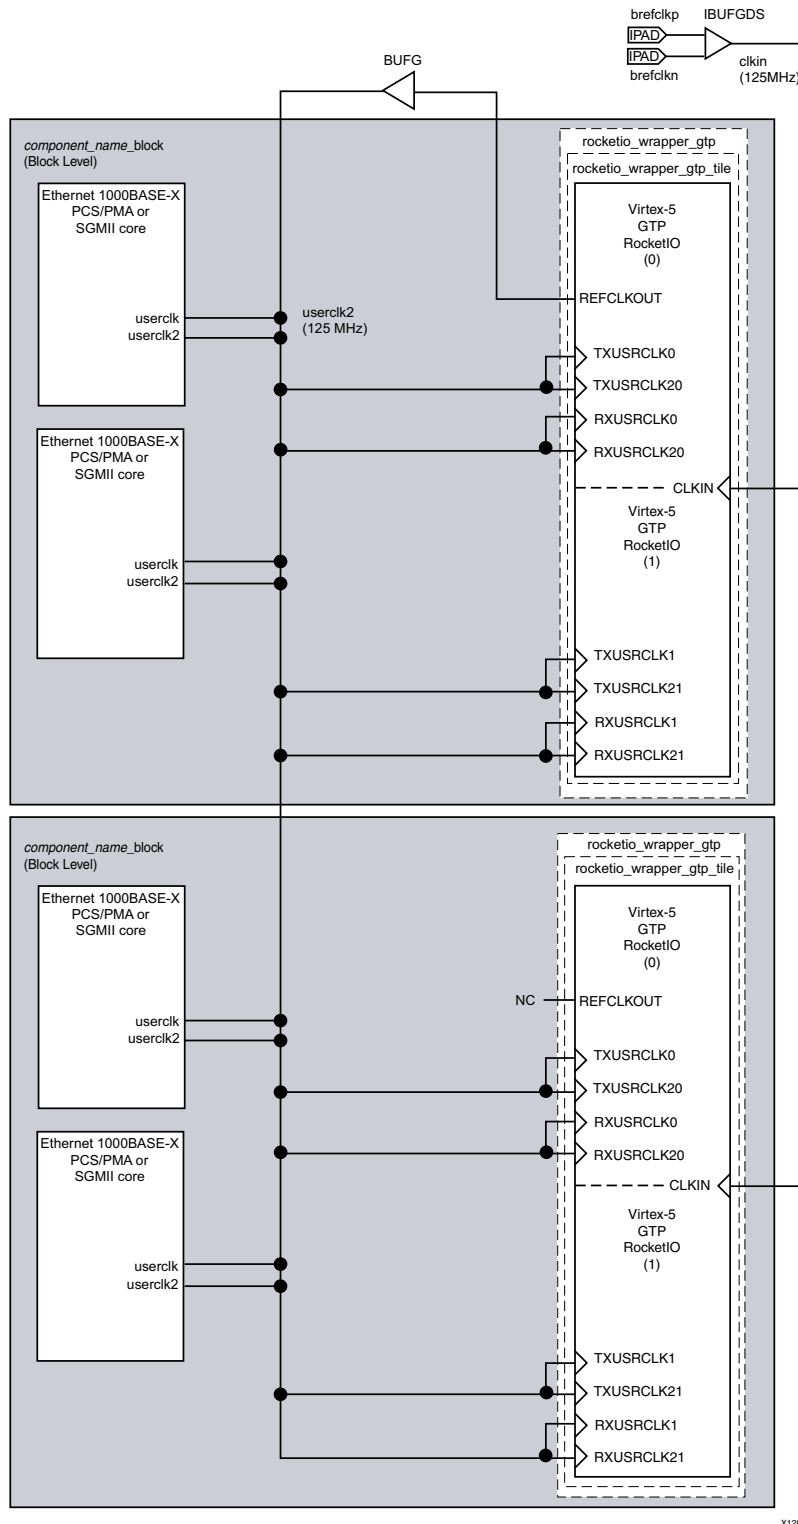 brefclkp
IBUFGDS
IPAD
IPAD
brefclkn
clkin
(125MHz)
BUFG
component_name_block
(Block Level)
rocketio_wrapper_gtp
rocketio_wrapper_gtp_tile
Ethernet 1000BASE-X
PCS/PMA or
SGMII core
userclk
userclk2
userclk2
(125 MHz)
Virtex-5
GTP
RocketIO
(0)
REFCLKOUT
TXUSRCLK0
TXUSRCLK20
RXUSRCLK0
RXUSRCLK20
Ethernet 1000BASE-X
PCS/PMA or
SGMII core
userclk
userclk2
CLKIN
Virtex-5
GTP
RocketIO
(1)
TXUSRCLK1
TXUSRCLK21
RXUSRCLK1
RXUSRCLK21
component_name_block
(Block Level)
rocketio_wrapper_gtp
rocketio_wrapper_gtp_tile
Ethernet 1000BASE-X
PCS/PMA or
SGMII core
userclk
userclk2
Virtex-5
GTP
RocketIO
(0)
NC
REFCLKOUT
TXUSRCLK0
TXUSRCLK20
RXUSRCLK0
RXUSRCLK20
Ethernet 1000BASE-X
PCS/PMA or
SGMII core
userclk
userclk2
CLKIN
Virtex-5
GTP
RocketIO
(1)
TXUSRCLK1
TXUSRCLK21
RXUSRCLK1
RXUSRCLK21